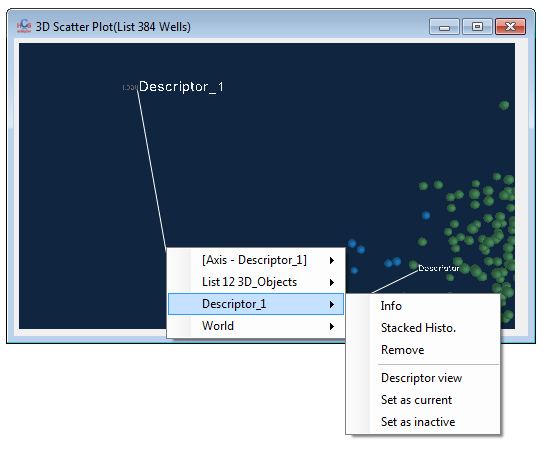 3D Scatter Plot(List 384 Wells)
Descriptor_1
[Axis - Descriptor_1]
List 12 3D_Objects
Descriptor_1
World
Info
Stacked Histo.
Remove
Descriptor view
Set as current
Set as inactive